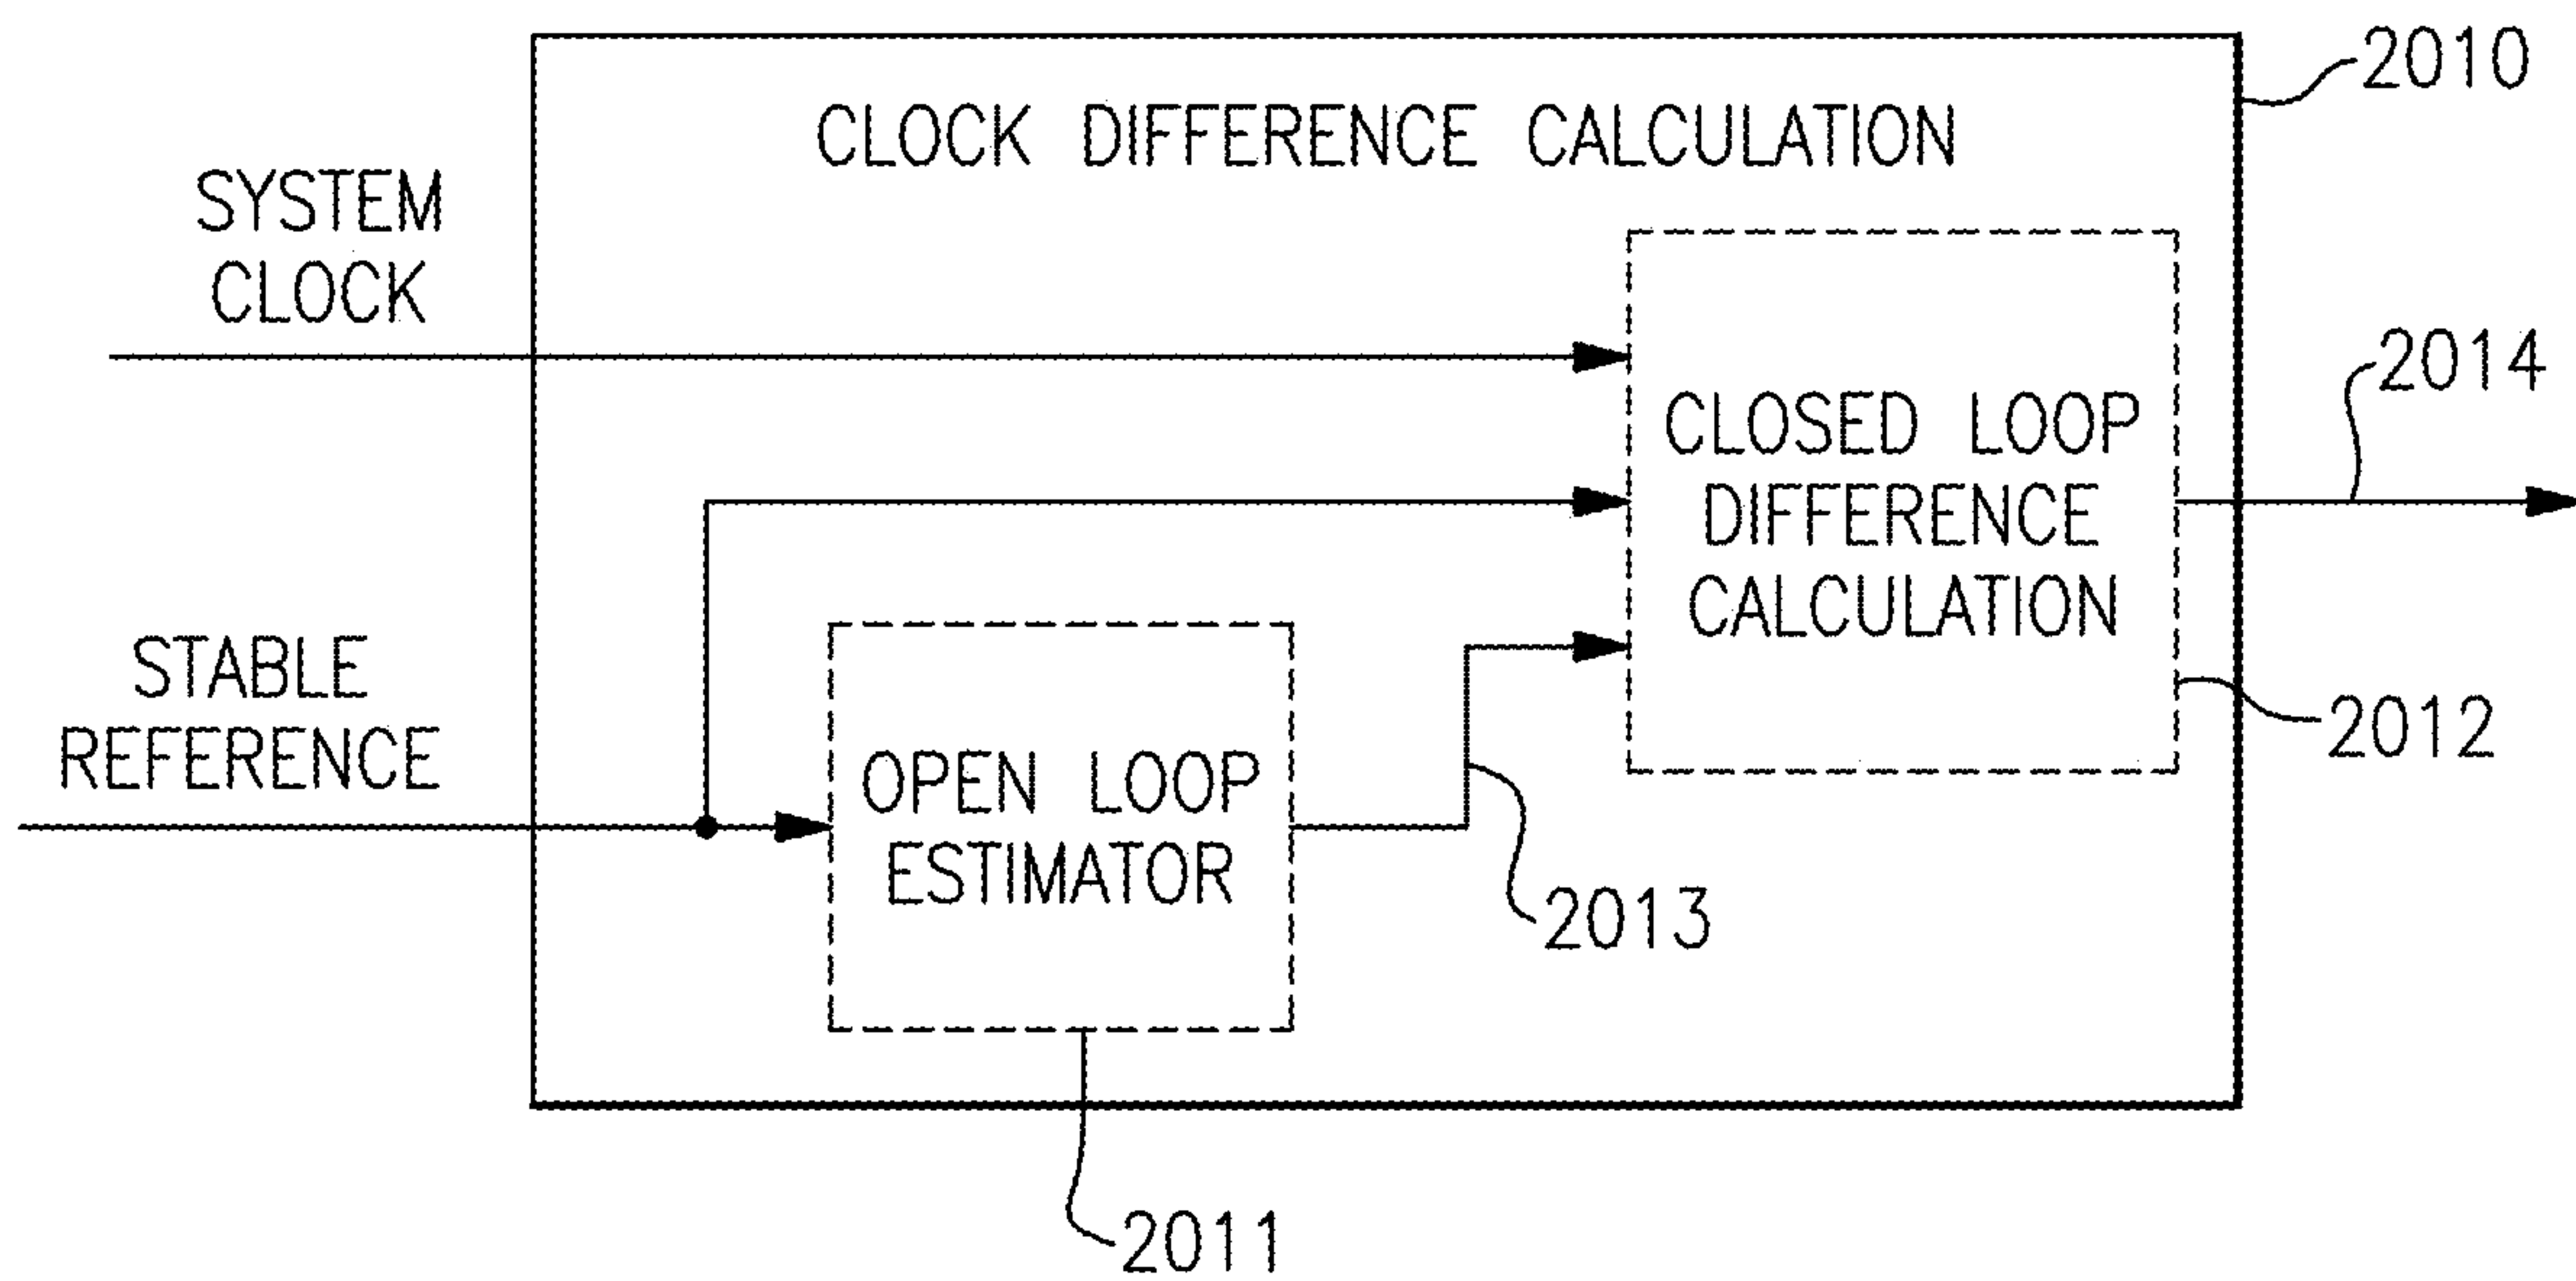 2010
CLOCK DIFFERENCE CALCULATION
SYSTEM
CLOCK
2014
CLOSED LOOP
DIFFERENCE
CALCULATION
STABLE
REFERENCE
2012
OPEN LOOP
ESTIMATOR
2013
2011